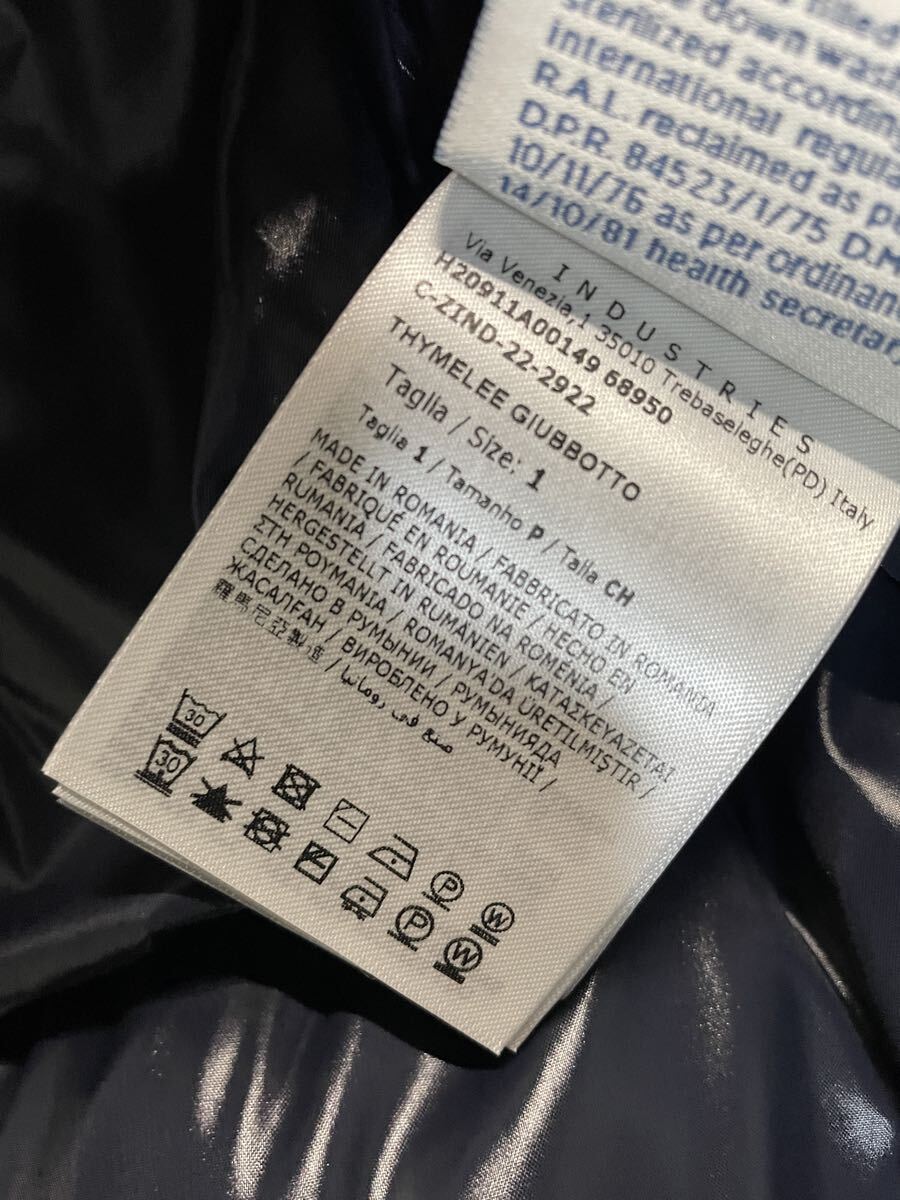 filled
down wash
sterilized according
international regula
R.A.L. reclaimed as pe
D.P.R. 84523/1/75 D.M
10/11/76 as per ordinan
14/10/81 health secretary
INDUSTRIES
Via Venezia,1 35010 Trebaseleghe(PD) Italy
H20911A00149 68950
C-ZIND-22-2922
THYMELEE GIUBBOTTO
Taglia / Size: 1
Taglia 1 / Tamanho P / Talla CH
MADE IN ROMANIA / FABBRICATO IN ROMANIA
/ FABRIQUÉ EN ROUMANIE / HECHO EN
RUMANIA / FABRICADO NA ROMÉNIA /
HERGESTELLT IN RUMÄNIEN / ΚΑΤΑΣΚΕΥΑΖΕΤΑΙ
ΣΤΗ ΡΟΥΜΑΝΙΑ / ROMANYA'DA ÜRETILMIŞTIR /
СДЕЛАНО В РУМЫНИИ / РУМЫНИЯДА
ЖАСАЛҒАН / ВИРОБЛЕНО У РУМУНІЇ /
羅馬尼亞製造 / صنع في رومانيا
30 P W
30 P W